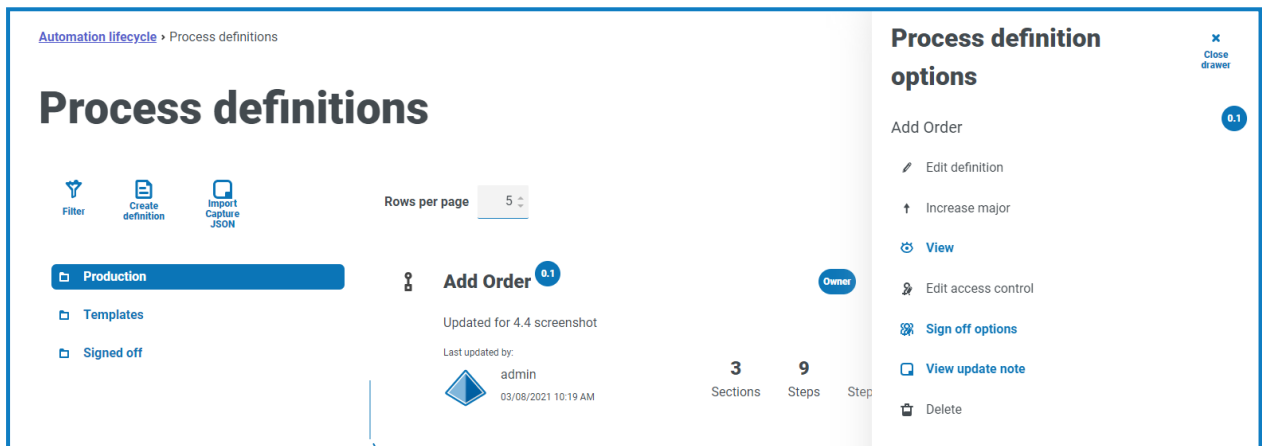 Automation lifecycle › Process definitions
Process definitions
Filter
Create
definition
Import
Capture
JSON
Rows per page 5
Production
Templates
Signed off
Add Order 0.1
Owner
Updated for 4.4 screenshot
Last updated by:
admin
03/08/2021 10:19 AM
3
Sections
9
Steps
Step
Process definition
options
Close
drawer
Add Order 0.1
Edit definition
Increase major
View
Edit access control
Sign off options
View update note
Delete